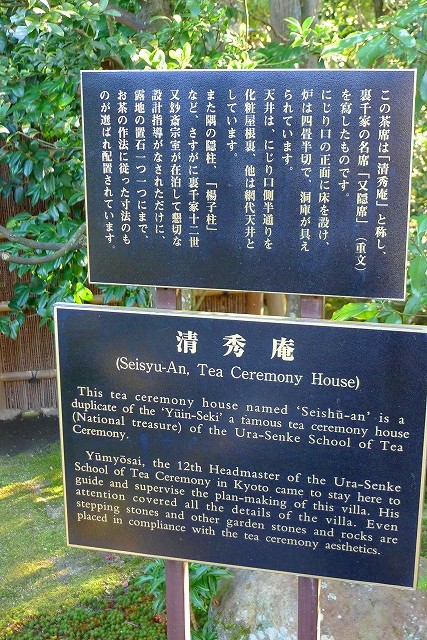 この茶席は「清秀庵」と称し、
裏千家の名席「又隠席」(重文)
を寫したものです。
にじり口の正面に床を設け、
炉は四畳半切で、洞庫が具え
られています。
天井は、にじり口側半通りを
化粧屋根裏、他は網代天井と
しています。
また隅の隠柱、「楊子柱」
など、さすがに裏千家十二世
又玅斎宗室が在泊して懇切な
設計指導がなされただけに、
露地の置石一つ一つにまで、
お茶の作法に従った寸法のも
のが選ばれ配置されています。
清秀庵
(Seisyu-An, Tea Ceremony House)
This tea ceremony house named ‘Seishū-an’ is a
duplicate of the ‘Yūin-Seki’ a famous tea ceremony house
(National treasure) of the Ura-Senke School of Tea
Ceremony.
Yūmyōsai, the 12th Headmaster of the Ura-Senke
School of Tea Ceremony in Kyoto came to stay here to
guide and supervise the plan-making of this villa. His
attention covered all the details of the villa. Even
stepping stones and other garden stones and rocks are
placed in compliance with the tea ceremony aesthetics.